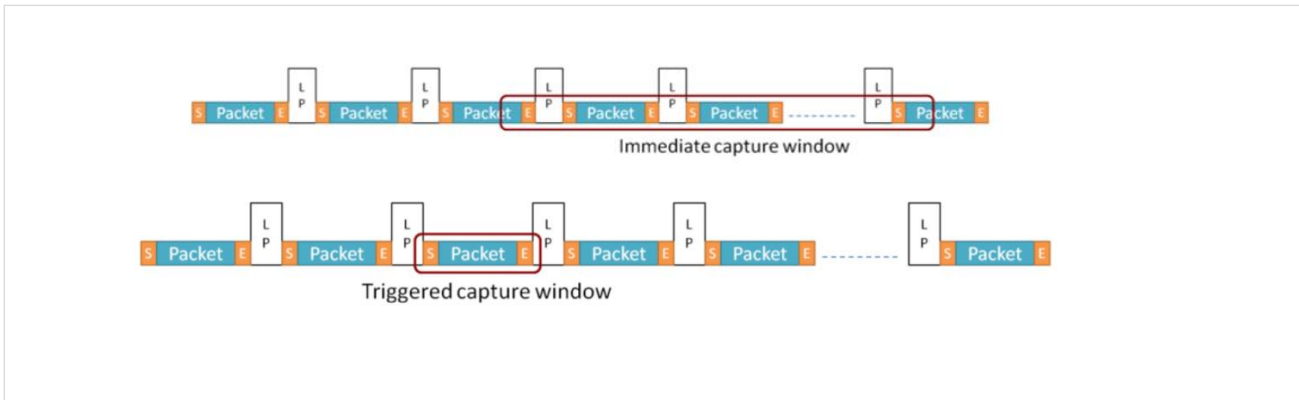 L L L L L
P P P P P
S Packet E S Packet E S Packet E S Packet E S Packet E S Packet E
Immediate capture window
L L L L L
P P P P P
S Packet E S Packet E S Packet E S Packet E S Packet E S Packet E
Triggered capture window